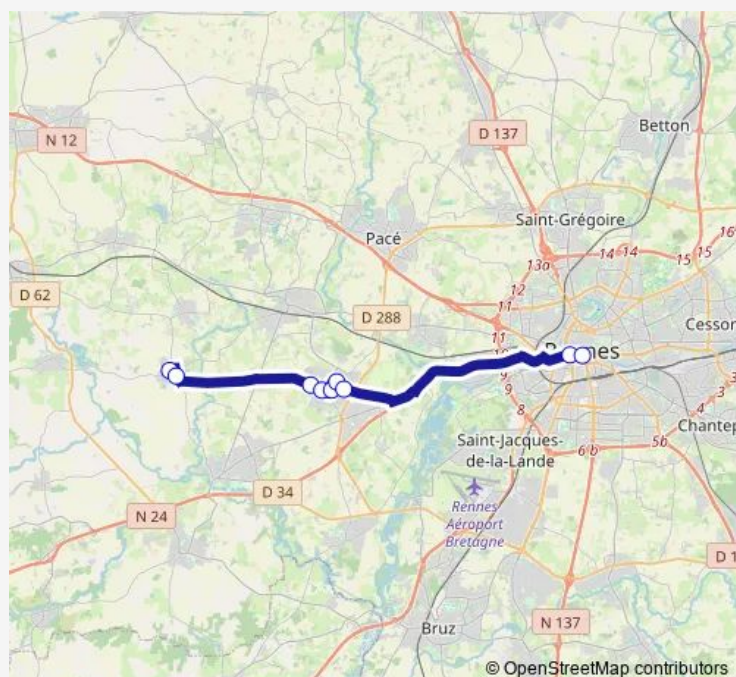 Betton
D 137
N 12
Saint-Grégoire
Pacé
14
14
15
15
16
13a
12
D 62
D 288
11
11
Cesson
10
9
9
3
3
4
Chantep
8
5b
6 b
Saint-Jacques-
de-la-Lande
D 34
N 24
Rennes
Aéroport
Bretagne
D 1
N 137
Bruz
© OpenStreetMap contributors